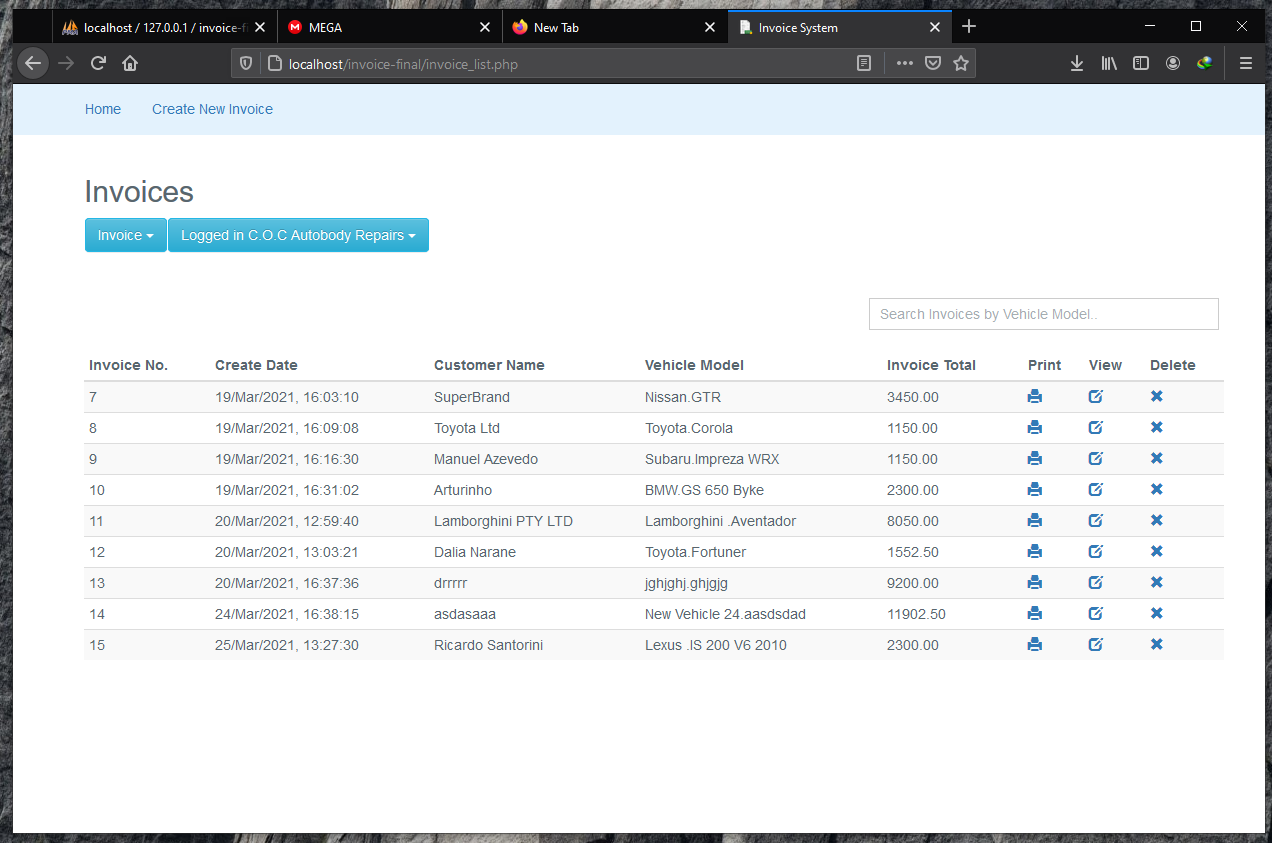 localhost / 127.0.0.1 / invoice-fi
MEGA
New Tab
Invoice System
localhost/invoice-final/invoice_list.php
Home Create New Invoice
Invoices
Invoice Logged in C.O.C Autobody Repairs
Search Invoices by Vehicle Model..
Invoice No. Create Date Customer Name Vehicle Model Invoice Total Print View Delete
7 19/Mar/2021, 16:03:10 SuperBrand Nissan.GTR 3450.00
8 19/Mar/2021, 16:09:08 Toyota Ltd Toyota.Corola 1150.00
9 19/Mar/2021, 16:16:30 Manuel Azevedo Subaru.Impreza WRX 1150.00
10 19/Mar/2021, 16:31:02 Arturinho BMW.GS 650 Byke 2300.00
11 20/Mar/2021, 12:59:40 Lamborghini PTY LTD Lamborghini .Aventador 8050.00
12 20/Mar/2021, 13:03:21 Dalia Narane Toyota.Fortuner 1552.50
13 20/Mar/2021, 16:37:36 drrrrr jghjghj.ghjgjg 9200.00
14 24/Mar/2021, 16:38:15 asdasaaa New Vehicle 24.aasdsdad 11902.50
15 25/Mar/2021, 13:27:30 Ricardo Santorini Lexus .IS 200 V6 2010 2300.00